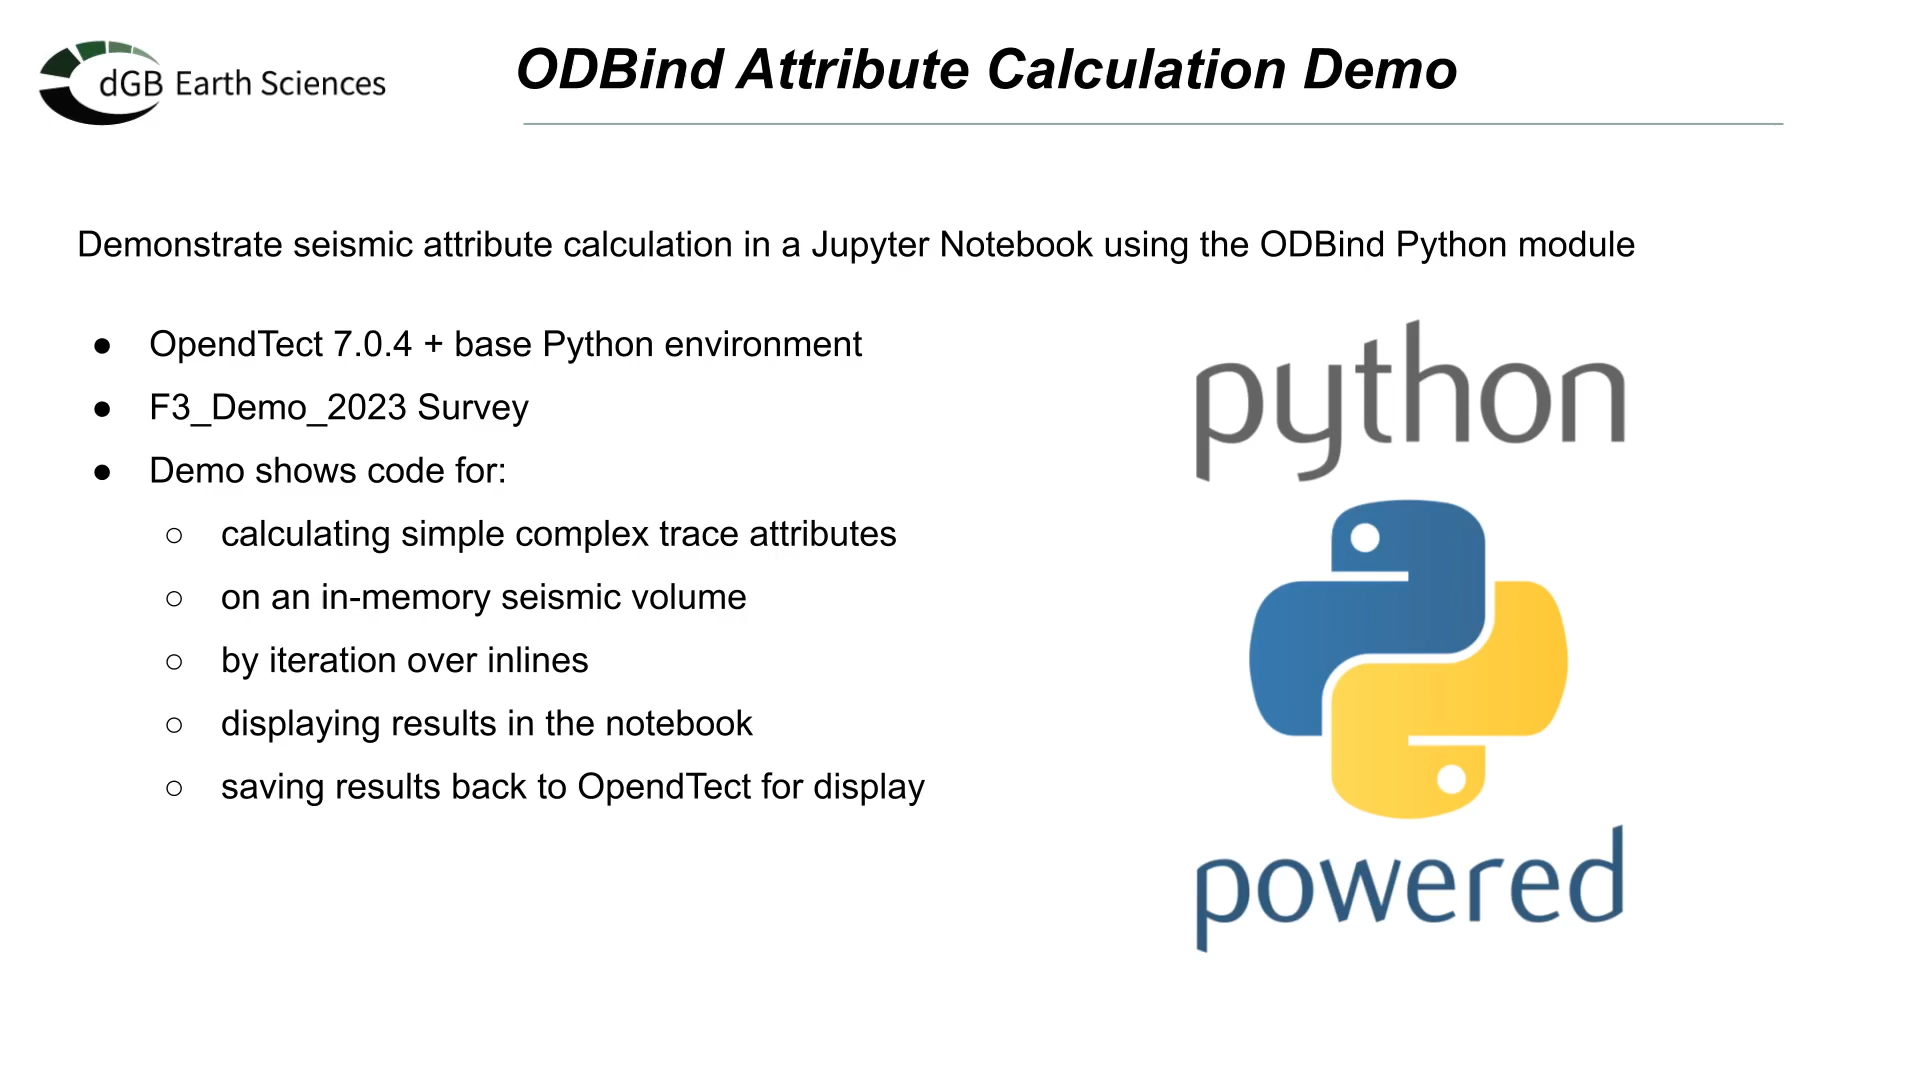 dGB Earth Sciences
ODBind Attribute Calculation Demo
Demonstrate seismic attribute calculation in a Jupyter Notebook using the ODBind Python module
● OpendTect 7.0.4 + base Python environment
● F3_Demo_2023 Survey
● Demo shows code for:
○ calculating simple complex trace attributes
○ on an in-memory seismic volume
○ by iteration over inlines
○ displaying results in the notebook
○ saving results back to OpendTect for display
python
powered